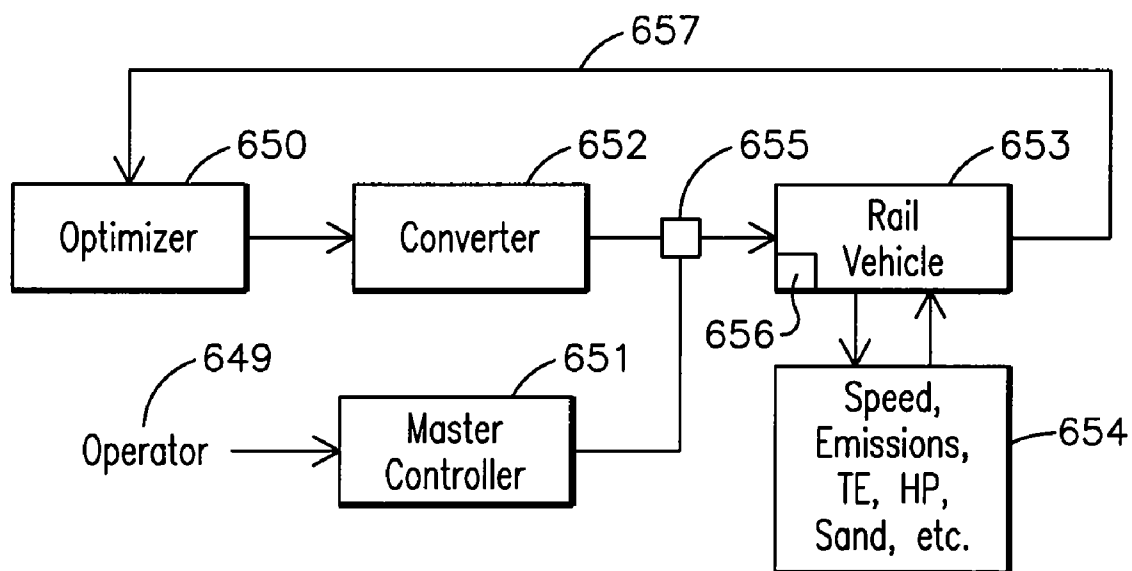 657
650
652
655
653
Optimizer
Converter
Rail
Vehicle
656
649
651
Operator
Master
Controller
Speed,
Emissions,
TE, HP,
Sand, etc.
654